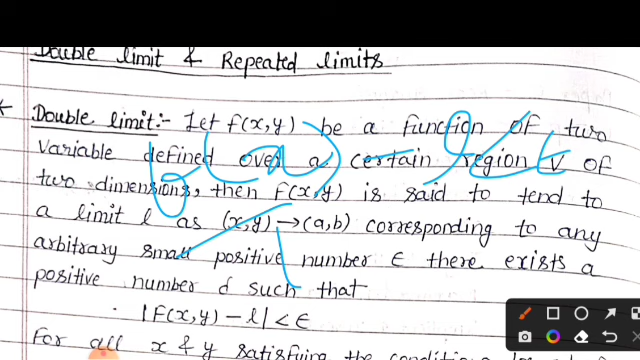 Double limit & Repeated limits
Double limit:- Let f(x,y) be a function of two
variable defined over a certain region V of
two dimensions, then f(x,y) is said to tend to
a limit l as (x,y) → (a,b) corresponding to any
arbitrary small positive number ϵ there exists a
positive number d such that
|f(x,y) - l| < ϵ
For all x & y satisfying the conditions